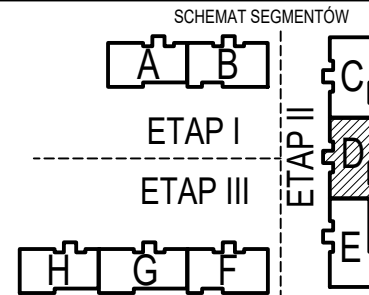 SCHEMAT SEGMENTÓW
A B
C
ETAP I
ETAP II
D
ETAP III
E
H G F